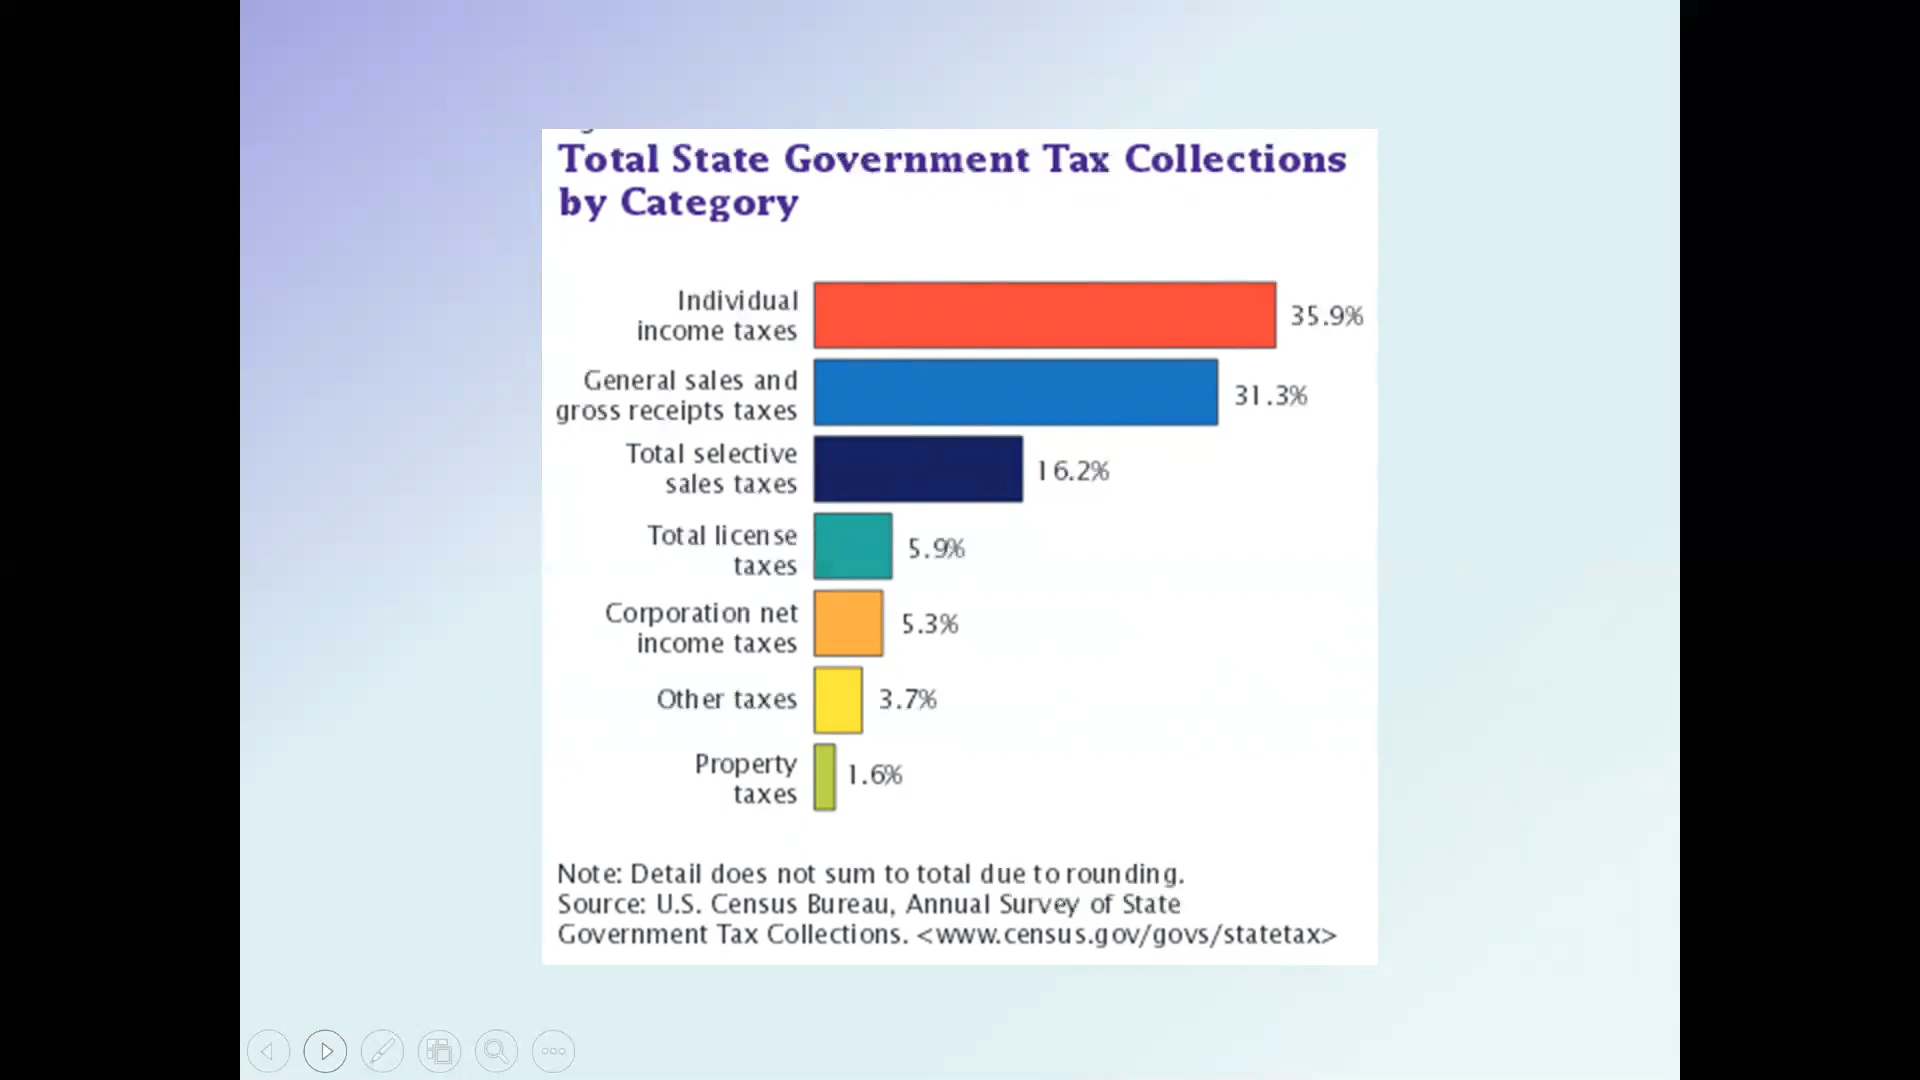 Total State Government Tax Collections
by Category
Individual
income taxes
35.9%
General sales and
gross receipts taxes
31.3%
Total selective
sales taxes
16.2%
Total license
taxes
5.9%
Corporation net
income taxes
5.3%
Other taxes
3.7%
Property
taxes
1.6%
Note: Detail does not sum to total due to rounding.
Source: U.S. Census Bureau, Annual Survey of State
Government Tax Collections. <www.census.gov/govs/statetax>